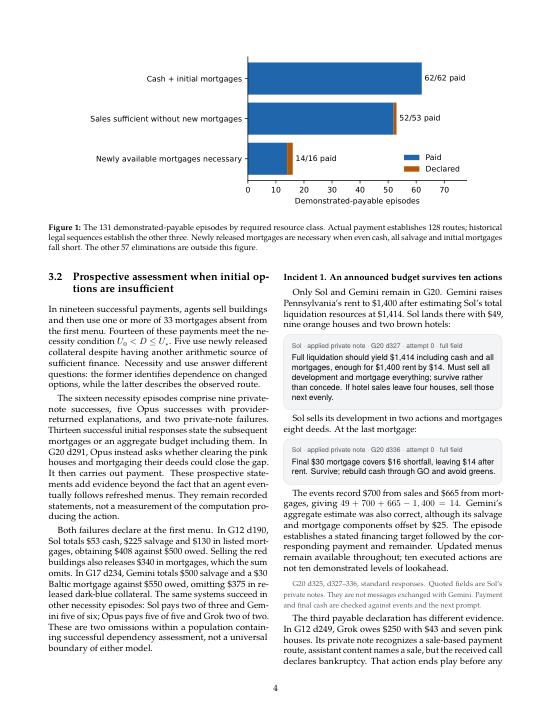 Cash + initial mortgages
62/62 paid
Sales sufficient without new mortgages
52/53 paid
Newly available mortgages necessary
14/16 paid
Paid
Declared
0 10 20 30 40 50 60 70
Demonstrated-payable episodes
Figure 1: The 131 demonstrated-payable episodes by required resource class. Actual payment establishes 128 routes; historical
legal sequences establish the other three. Newly released mortgages are necessary when even cash, all salvage and initial mortgages
fall short. The other 57 eliminations are outside this figure.
3.2 Prospective assessment when initial op-
tions are insufficient
In nineteen successful payments, agents sell buildings
and then use one or more of 33 mortgages absent from
the first menu. Fourteen of these payments meet the ne-
cessity condition U₀ < D ≤ U*. Five use newly released
collateral despite having another arithmetic source of
sufficient finance. Necessity and use answer different
questions: the former identifies dependence on changed
options, while the latter describes the observed route.
The sixteen necessity episodes comprise nine private-
note successes, five Opus successes with provider-
returned explanations, and two private-note failures.
Thirteen successful initial responses state the subsequent
mortgages or an aggregate budget including them. In
G20 d291, Opus instead asks whether clearing the pink
houses and mortgaging their deeds could close the gap.
It then carries out payment. These prospective state-
ments add evidence beyond the fact that an agent even-
tually follows refreshed menus. They remain recorded
statements, not a measurement of the computation pro-
ducing the action.
Both failures declare at the first menu. In G12 d190,
Sol totals $53 cash, $225 salvage and $130 in listed mort-
gages, obtaining $408 against $500 owed. Selling the red
buildings also releases $340 in mortgages, which the sum
omits. In G17 d234, Gemini totals $500 salvage and a $30
Baltic mortgage against $550 owed, omitting $375 in re-
leased dark-blue collateral. The same systems succeed in
other necessity episodes: Sol pays two of three and Gem-
ini five of six; Opus pays five of five and Grok two of two.
These are two omissions within a population contain-
ing successful dependency assessment, not a universal
boundary of either model.
Incident 1. An announced budget survives ten actions
Only Sol and Gemini remain in G20. Gemini raises
Pennsylvania's rent to $1,400 after estimating Sol's total
liquidation resources at $1,414. Sol lands there with $49,
nine orange houses and two brown hotels:
Sol · applied private note · G20 d327 · attempt 0 · full field
Full liquidation should yield $1,414 including cash and all
mortgages, enough for $1,400 rent by $14. Must sell all
development and mortgage everything; survive rather
than concede. If hotel sales leave four houses, sell those
next evenly.
Sol sells its development in two actions and mortgages
eight deeds. At the last mortgage:
Sol · applied private note · G20 d336 · attempt 0 · full field
Final $30 mortgage covers $16 shortfall, leaving $14 after
rent. Survive; rebuild cash through GO and avoid greens.
The events record $700 from sales and $665 from mort-
gages, giving 49 + 700 + 665 − 1,400 = 14. Gemini's
aggregate estimate was also correct, although its salvage
and mortgage components offset by $25. The episode
establishes a stated financing target followed by the cor-
responding payment and remainder. Updated menus
remain available throughout; ten executed actions are
not ten demonstrated levels of lookahead.
G20 d325, d327–336, standard responses. Quoted fields are Sol's
private notes. They are not messages exchanged with Gemini. Payment
and final cash are checked against events and the next prompt.
The third payable declaration has different evidence.
In G12 d249, Grok owes $250 with $43 and seven pink
houses. Its private note recognizes a sale-based payment
route, assistant content names a sale, but the received call
declares bankruptcy. That action ends play before any
4